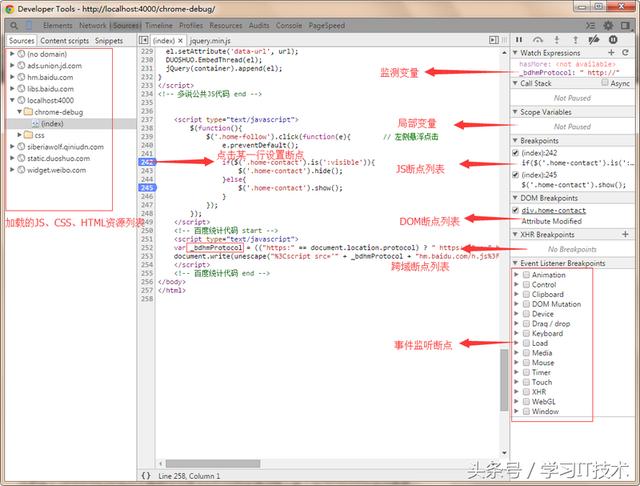 Developer Tools - http://localhost:4000/chrome-debug/
Elements Network Sources Timeline Profiles Resources Audits Console PageSpeed
Sources Content scripts Snippets
(no domain)
ads.union.jd.com
hm.baidu.com
libs.baidu.com
localhost:4000
chrome-debug/
(index)
css
siberiawolf.qiniudn.com
static.duoshuo.com
widget.weibo.com
加载的JS、CSS、HTML资源列表
(index) × jquery.min.js
229 el.setAttribute('data-url', url);
230 DUOSHUO.EmbedThread(el);
231 jQuery(container).append(el);
232 }
233 </script>
234 <!-- 多说公共JS代码 end -->
235
236
237 <script type="text/javascript">
238 $(function(){
239 $('.home-follow').click(function(e){ // 左侧悬浮点击
240 e.preventDefault();
241 点击某一行设置断点
242 if($('.home-contact').is(':visible')){
243 $('.home-contact').hide();
244 }else{
245 $('.home-contact').show();
246 }
247 });
248 });
249 </script>
250 <!-- 百度统计代码 start -->
251 <script type="text/javascript">
252 var _bdhmProtocol = (("https:" == document.location.protocol) ? " https
253 document.write(unescape("%3Cscript src='" + _bdhmProtocol + "hm.baidu.com/h.js%3F
254 </script>
255 <!-- 百度统计代码 end -->
256 </body>
257 </html>
258
{} Line 258, Column 1
监测变量
局部变量
JS断点列表
DOM断点列表
跨域断点列表
事件监听断点
Watch Expressions
hasMore: <not available>
_bdhmProtocol: " http://"
Call Stack Async
Not Paused
Scope Variables
Not Paused
Breakpoints
(index):242
if($('.home-contact').is(':v
(index):245
$('.home-contact').show();
DOM Breakpoints
div.home-contact
Attribute Modified
XHR Breakpoints
No Breakpoints
Event Listener Breakpoints
Animation
Control
Clipboard
DOM Mutation
Device
Drag / drop
Keyboard
Load
Media
Mouse
Timer
Touch
XHR
WebGL
Window
头条号 / 学习IT技术